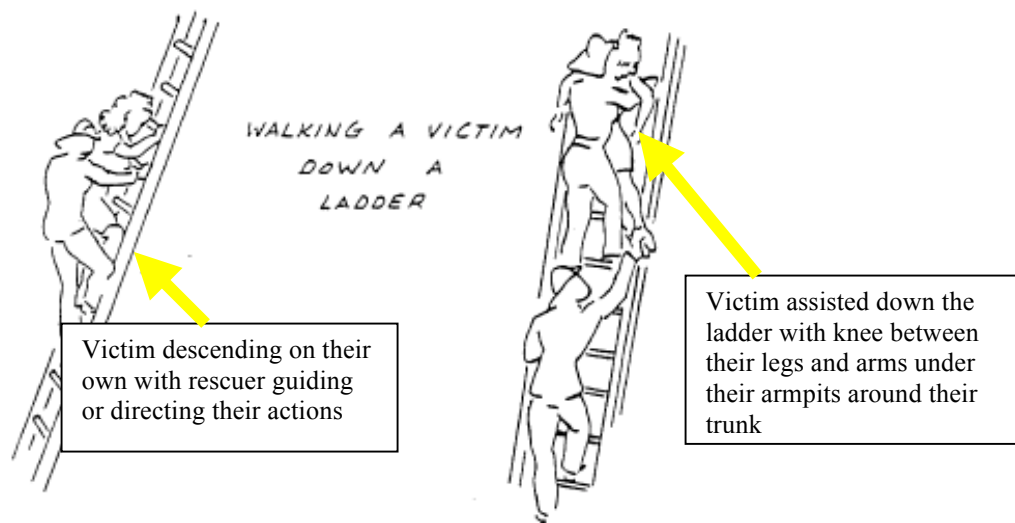 WALKING A VICTIM
DOWN A
LADDER
Victim descending on their
own with rescuer guiding
or directing their actions
Victim assisted down the
ladder with knee between
their legs and arms under
their armpits around their
trunk